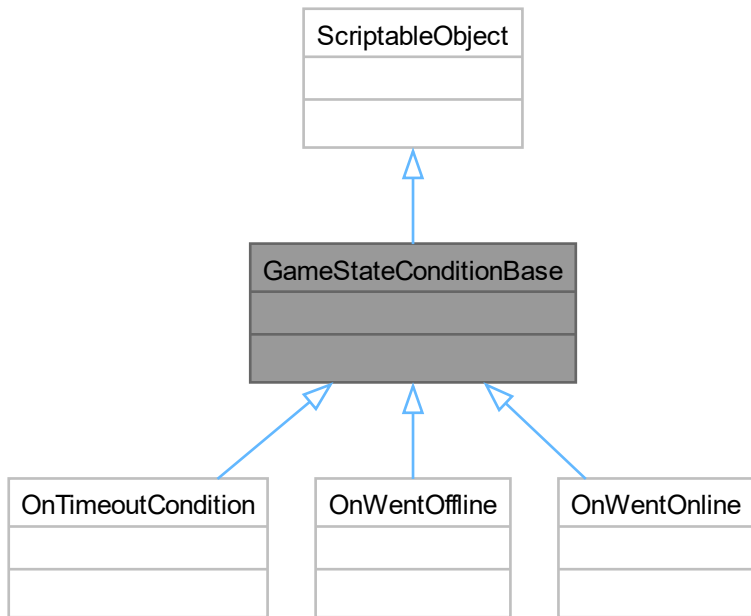 ScriptableObject
GameStateConditionBase
OnTimeoutCondition
OnWentOffline
OnWentOnline